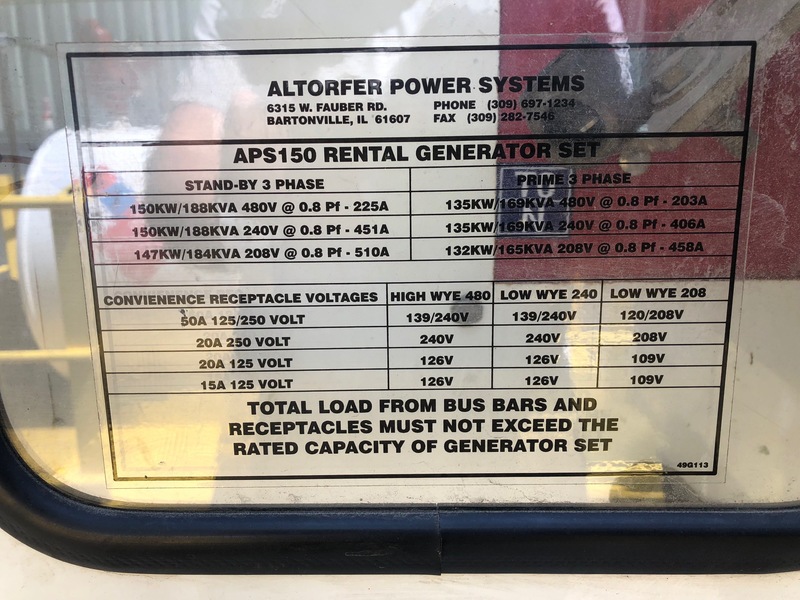 ALTORFER POWER SYSTEMS
6315 W. FAUBER RD. PHONE (309) 697-1234
BARTONVILLE, IL 61607 FAX (309) 282-7546
APS150 RENTAL GENERATOR SET
STAND-BY 3 PHASE PRIME 3 PHASE
150KW/188KVA 480V @ 0.8 Pf - 225A 135KW/169KVA 480V @ 0.8 Pf - 203A
150KW/188KVA 240V @ 0.8 Pf - 451A 135KW/169KVA 240V @ 0.8 Pf - 406A
147KW/184KVA 208V @ 0.8 Pf - 510A 132KW/165KVA 208V @ 0.8 Pf - 458A
CONVIENENCE RECEPTACLE VOLTAGES HIGH WYE 480 LOW WYE 240 LOW WYE 208
50A 125/250 VOLT 139/240V 139/240V 120/208V
20A 250 VOLT 240V 240V 208V
20A 125 VOLT 126V 126V 109V
15A 125 VOLT 126V 126V 109V
TOTAL LOAD FROM BUS BARS AND
RECEPTACLES MUST NOT EXCEED THE
RATED CAPACITY OF GENERATOR SET
49G113